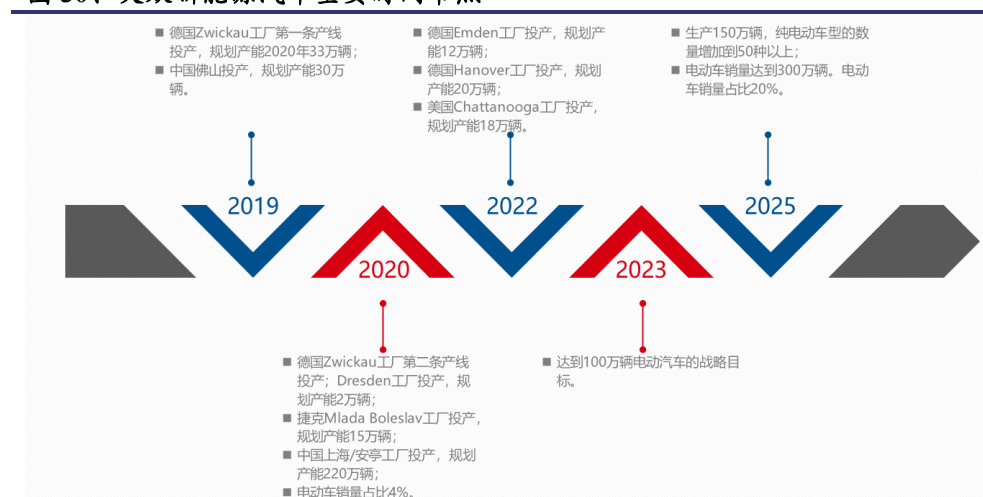 德国Zwickau工厂第一条产线
投产，规划产能2020年33万辆；
中国佛山投产，规划产能30万
辆。
德国Emden工厂投产，规划产
能12万辆；
德国Hanover工厂投产，规划
产能20万辆；
美国Chattanooga工厂投产，
规划产能18万辆。
生产150万辆，纯电动车型的数
量增加到50种以上；
电动车销量达到300万辆。电动
车销量占比20%。
2019
2022
2025
2020
2023
德国Zwickau工厂第二条产线
投产；Dresden工厂投产，规
划产能2万辆；
捷克Mlada Boleslav工厂投产，
规划产能15万辆；
中国上海/安亭工厂投产，规划
产能220万辆；
电动车销量占比4%。
达到100万辆电动汽车的战略目
标。